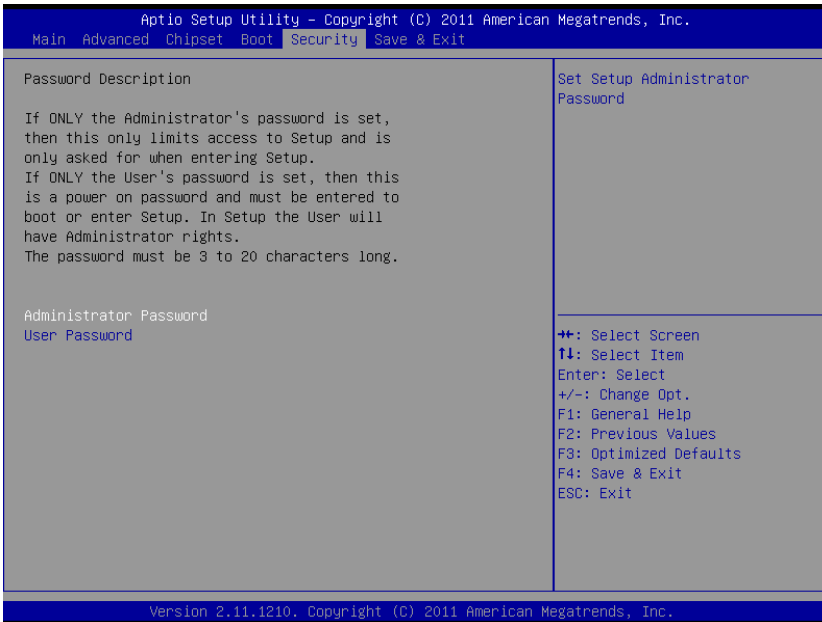 Aptio Setup Utility – Copyright (C) 2011 American Megatrends, Inc.
Main Advanced Chipset Boot Security Save & Exit
Password Description
If ONLY the Administrator's password is set,
then this only limits access to Setup and is
only asked for when entering Setup.
If ONLY the User's password is set, then this
is a power on password and must be entered to
boot or enter Setup. In Setup the User will
have Administrator rights.
The password must be 3 to 20 characters long.
Administrator Password
User Password
Set Setup Administrator
Password
→←: Select Screen
↑↓: Select Item
Enter: Select
+/-: Change Opt.
F1: General Help
F2: Previous Values
F3: Optimized Defaults
F4: Save & Exit
ESC: Exit
Version 2.11.1210. Copyright (C) 2011 American Megatrends, Inc.